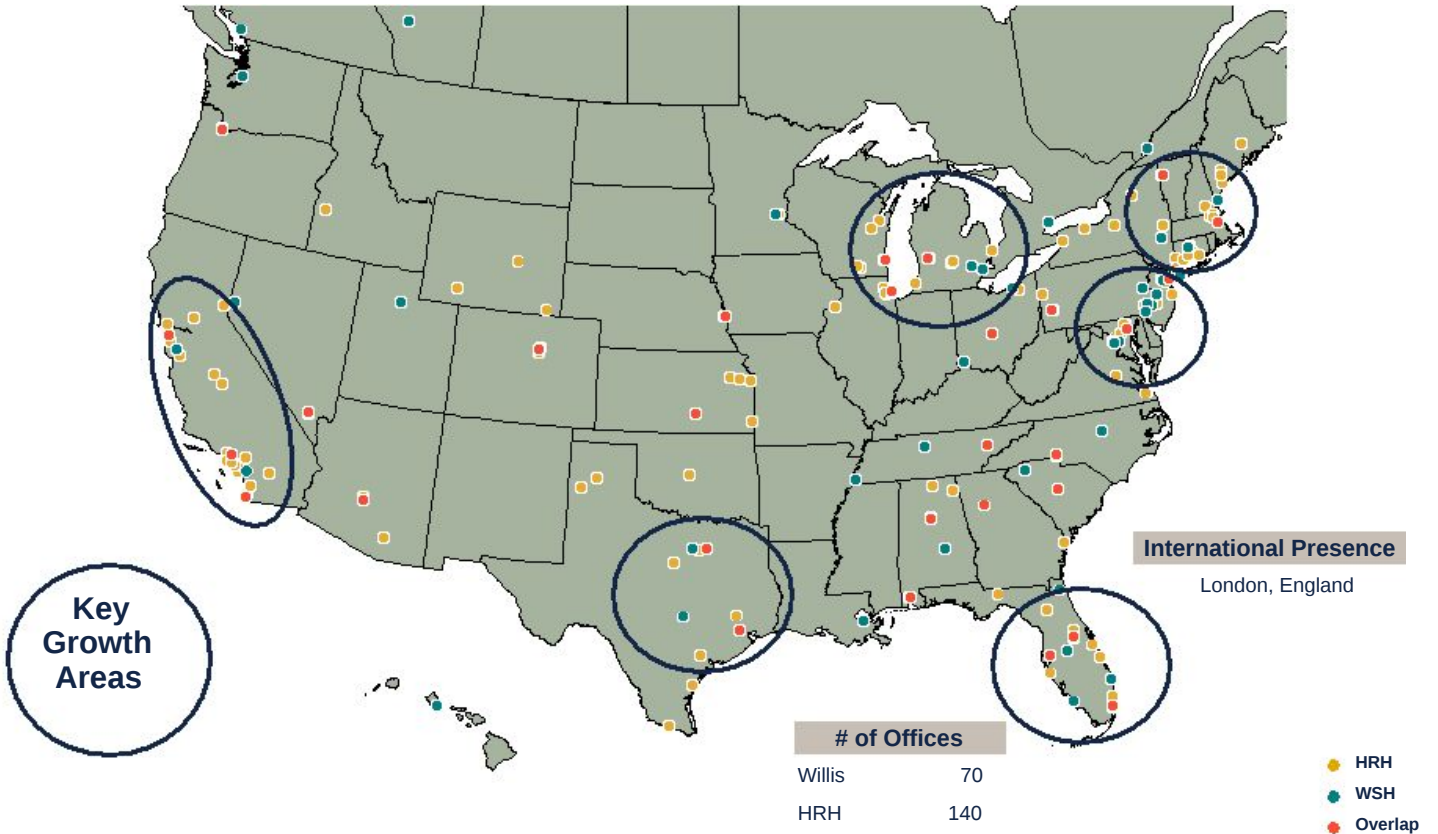 International Presence
London, England
Key
Growth
Areas
# of Offices
Willis 70
HRH 140
HRH
WSH
Overlap